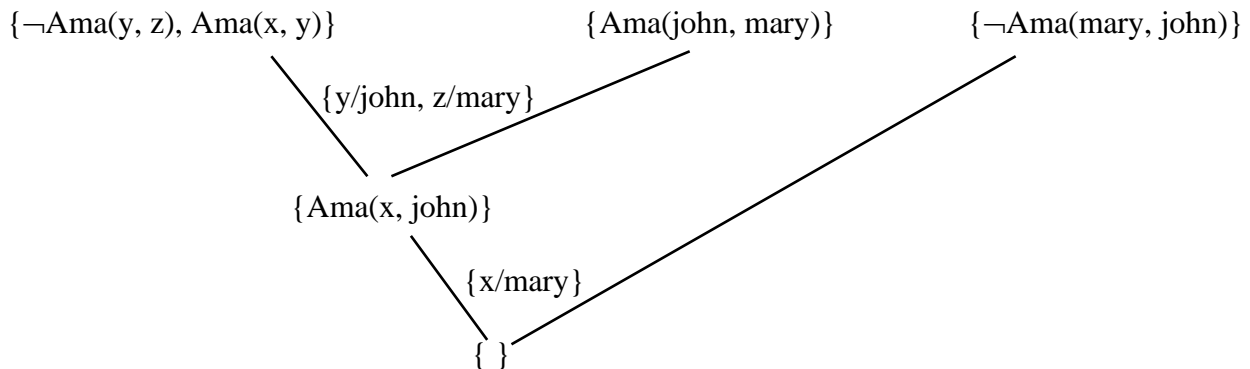 {¬Ama(y, z), Ama(x, y)} {Ama(john, mary)} {¬Ama(mary, john)}
{y/john, z/mary}
{Ama(x, john)}
{x/mary}
{ }